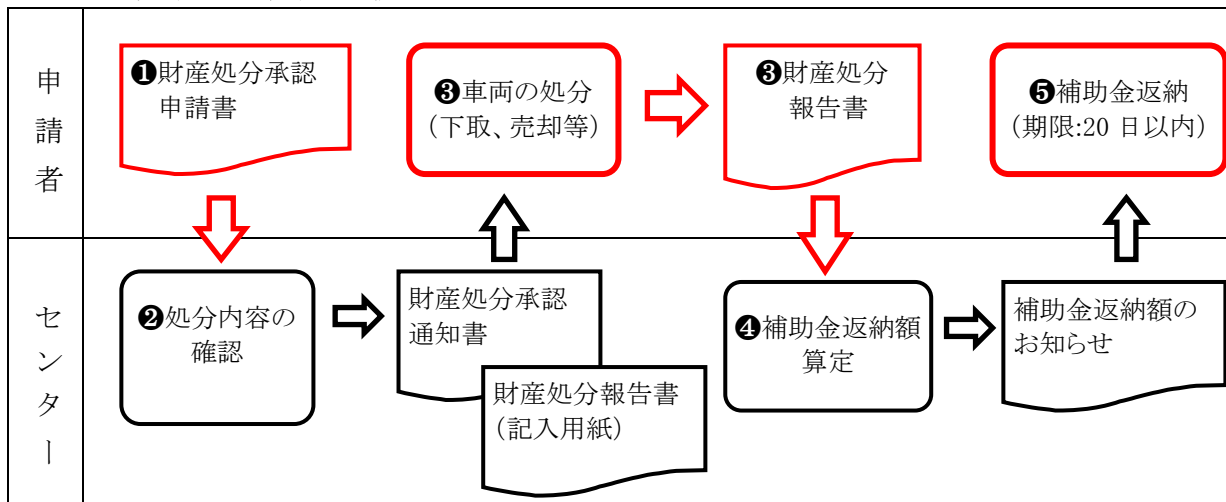 申請者
❶財産処分承認
申請書
❸車両の処分
(下取、売却等)
❸財産処分
報告書
❺補助金返納
(期限:20 日以内)
センター
❷処分内容の
確認
財産処分承認
通知書
財産処分報告書
(記入用紙)
❹補助金返納額
算定
補助金返納額の
お知らせ